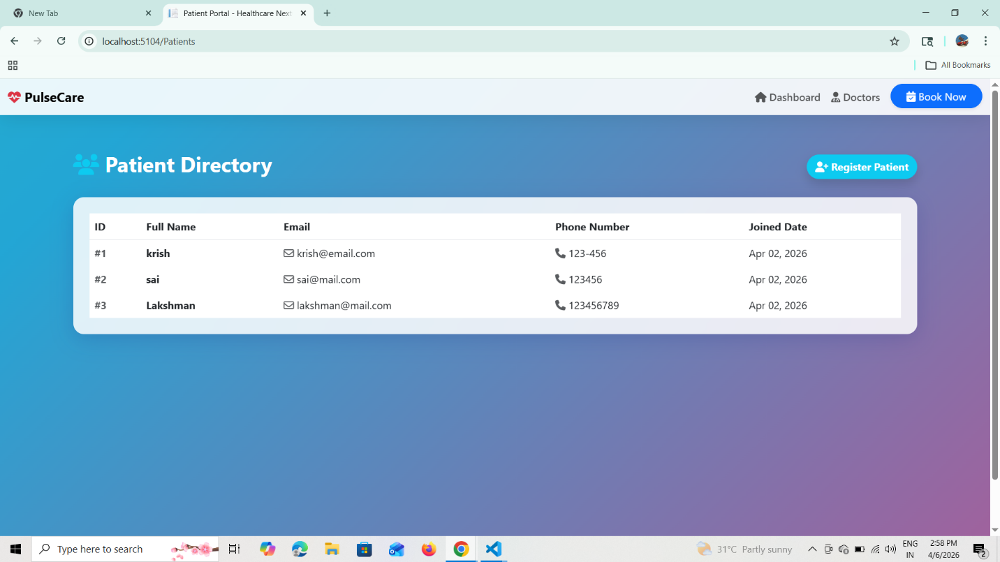 New Tab
Patient Portal - Healthcare Next
localhost:5104/Patients
All Bookmarks
PulseCare Dashboard Doctors Book Now
Patient Directory
Register Patient
ID Full Name Email Phone Number Joined Date
#1 krish krish@email.com 123-456 Apr 02, 2026
#2 sai sai@mail.com 123456 Apr 02, 2026
#3 Lakshman lakshman@mail.com 123456789 Apr 02, 2026
Type here to search
31°C Partly sunny
ENG
IN
2:58 PM
4/6/2026
2